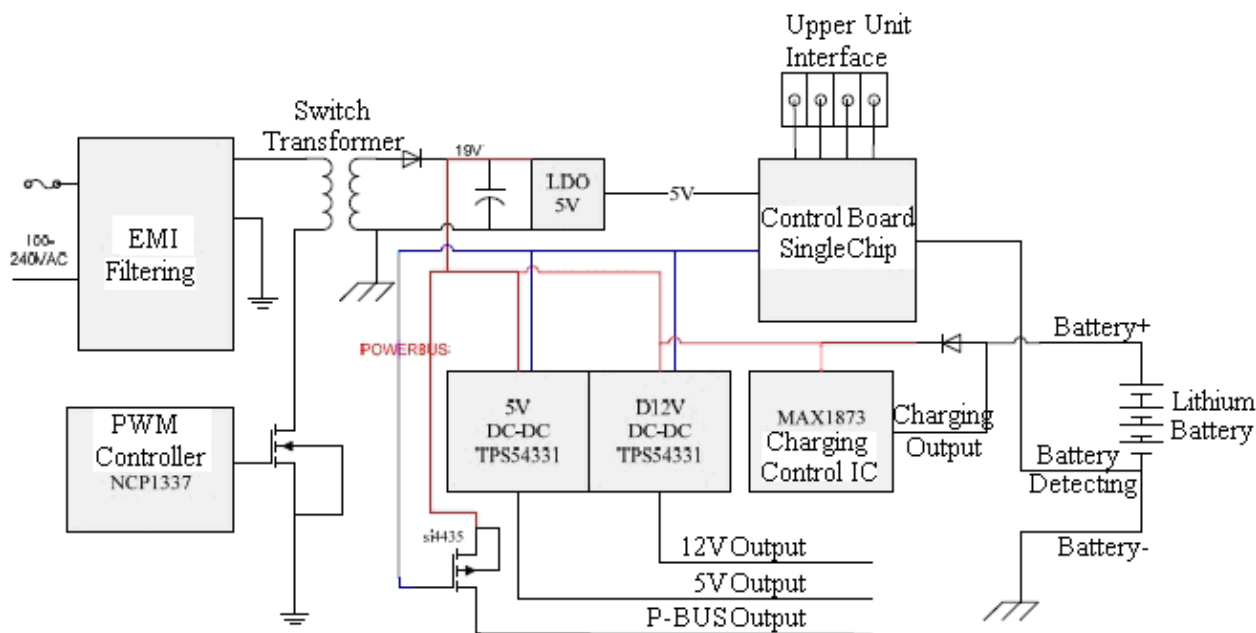 Upper Unit
Interface
Switch
Transformer
19V
LDO
5V
5V
Control Board
SingleChip
EMI
Filtering
100-
240VAC
POWERBUS
Battery+
PWM
Controller
NCP1337
5V
DC-DC
TPS54331
D12V
DC-DC
TPS54331
MAX1873
Charging
Control IC
Charging
Output
Lithium
Battery
Battery
Detecting
si4435
12V Output
5V Output
P-BUS Output
Battery-